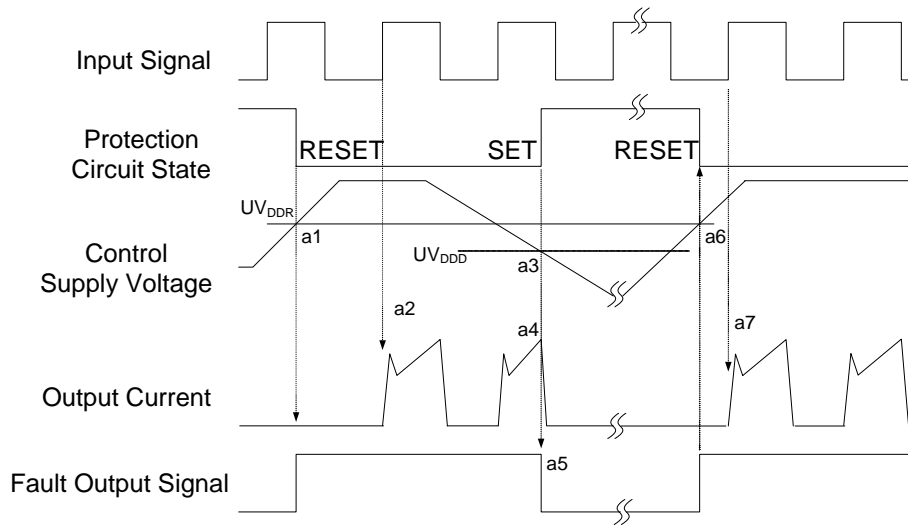 Input Signal
Protection
Circuit State
RESET
SET
RESET
UVDDR
a1
a6
Control
Supply Voltage
UVDDD
a3
a2
a4
a7
Output Current
a5
Fault Output Signal